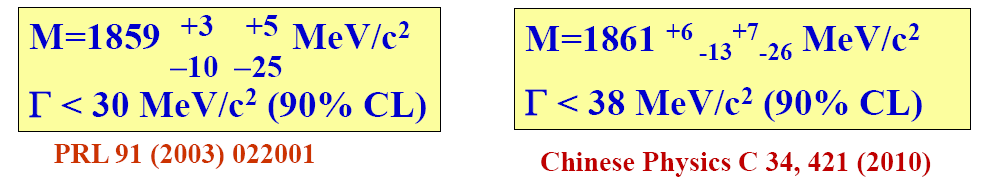 M=1859 +3 –10 +5 –25 MeV/c²
Γ < 30 MeV/c² (90% CL)
PRL 91 (2003) 022001
M=1861 +6 -13 +7 -26 MeV/c²
Γ < 38 MeV/c² (90% CL)
Chinese Physics C 34, 421 (2010)